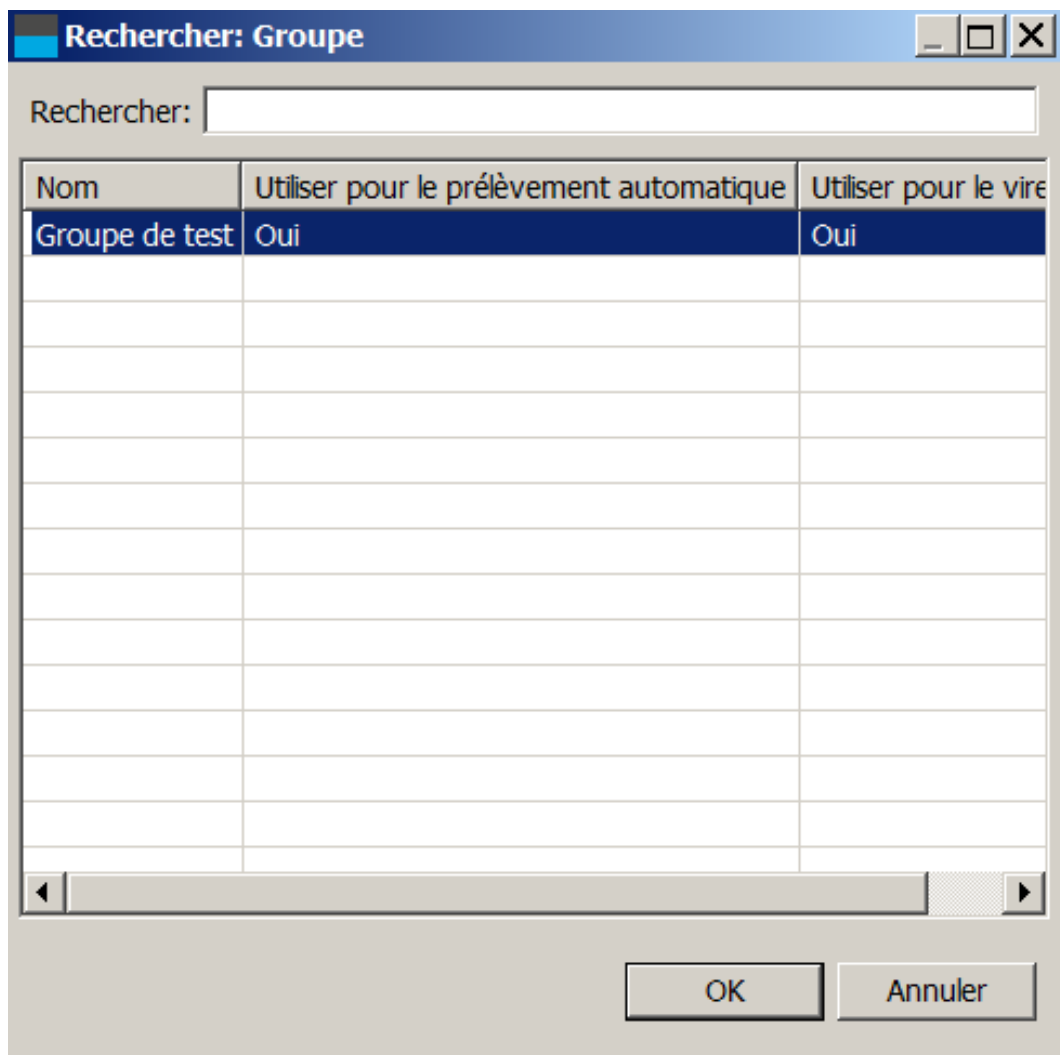 Rechercher: Groupe
Rechercher:
Nom Utiliser pour le prélèvement automatique Utiliser pour le vire
Groupe de test Oui Oui
OK Annuler